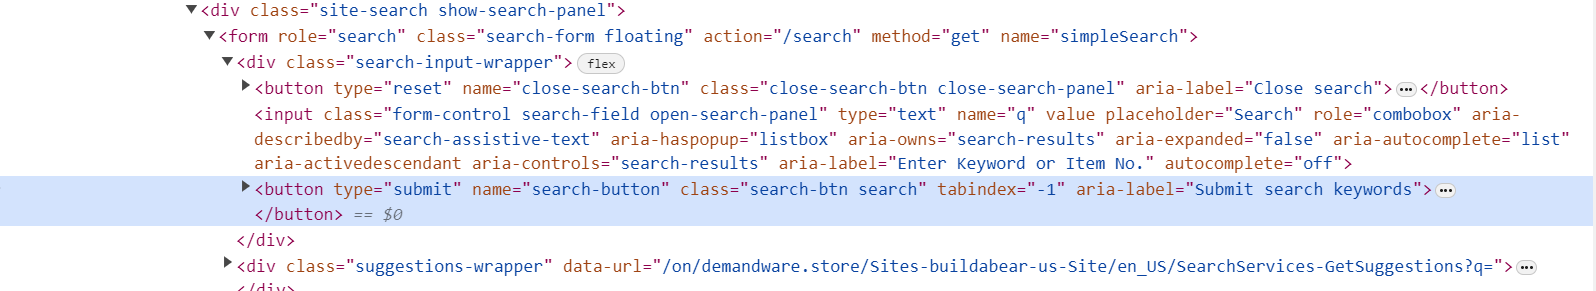 <div class="site-search show-search-panel">
<form role="search" class="search-form floating" action="/search" method="get" name="simpleSearch">
<div class="search-input-wrapper"> flex
<button type="reset" name="close-search-btn" class="close-search-btn close-search-panel" aria-label="Close search">…</button>
<input class="form-control search-field open-search-panel" type="text" name="q" value placeholder="Search" role="combobox" aria-
describedby="search-assistive-text" aria-haspopup="listbox" aria-owns="search-results" aria-expanded="false" aria-autocomplete="list"
aria-activedescendant aria-controls="search-results" aria-label="Enter Keyword or Item No." autocomplete="off">
<button type="submit" name="search-button" class="search-btn search" tabindex="-1" aria-label="Submit search keywords">…
</button> == $0
</div>
<div class="suggestions-wrapper" data-url="/on/demandware.store/Sites-buildabear-us-Site/en_US/SearchServices-GetSuggestions?q=">…
</div>